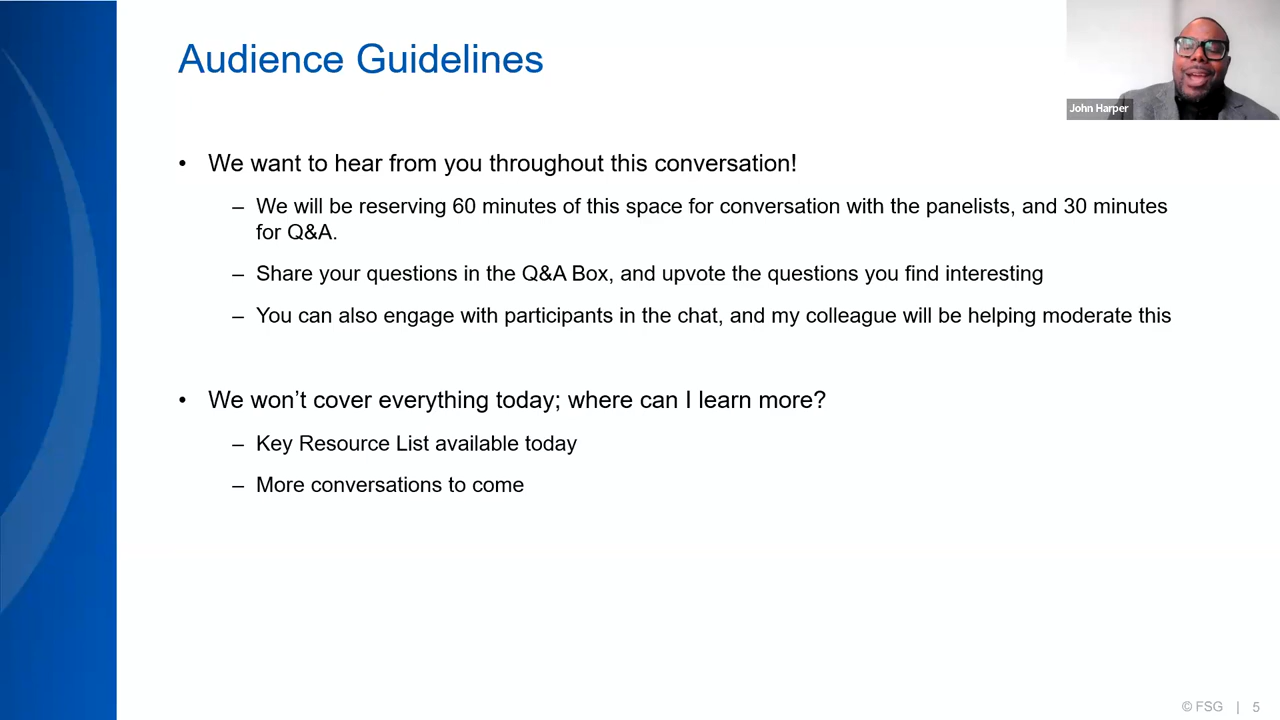 Audience Guidelines
John Harper
• We want to hear from you throughout this conversation!
– We will be reserving 60 minutes of this space for conversation with the panelists, and 30 minutes
for Q&A.
– Share your questions in the Q&A Box, and upvote the questions you find interesting
– You can also engage with participants in the chat, and my colleague will be helping moderate this
• We won’t cover everything today; where can I learn more?
– Key Resource List available today
– More conversations to come
© FSG | 5